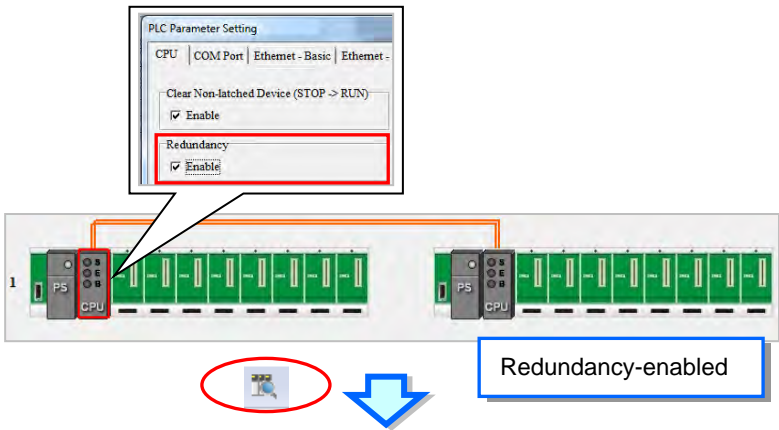 PLC Parameter Setting
CPU COM Port Ethernet - Basic Ethernet -
Clear Non-latched Device (STOP -> RUN)
Enable
Redundancy
Enable
1
PS
S
E
B
CPU
PS
S
E
B
CPU
Redundancy-enabled